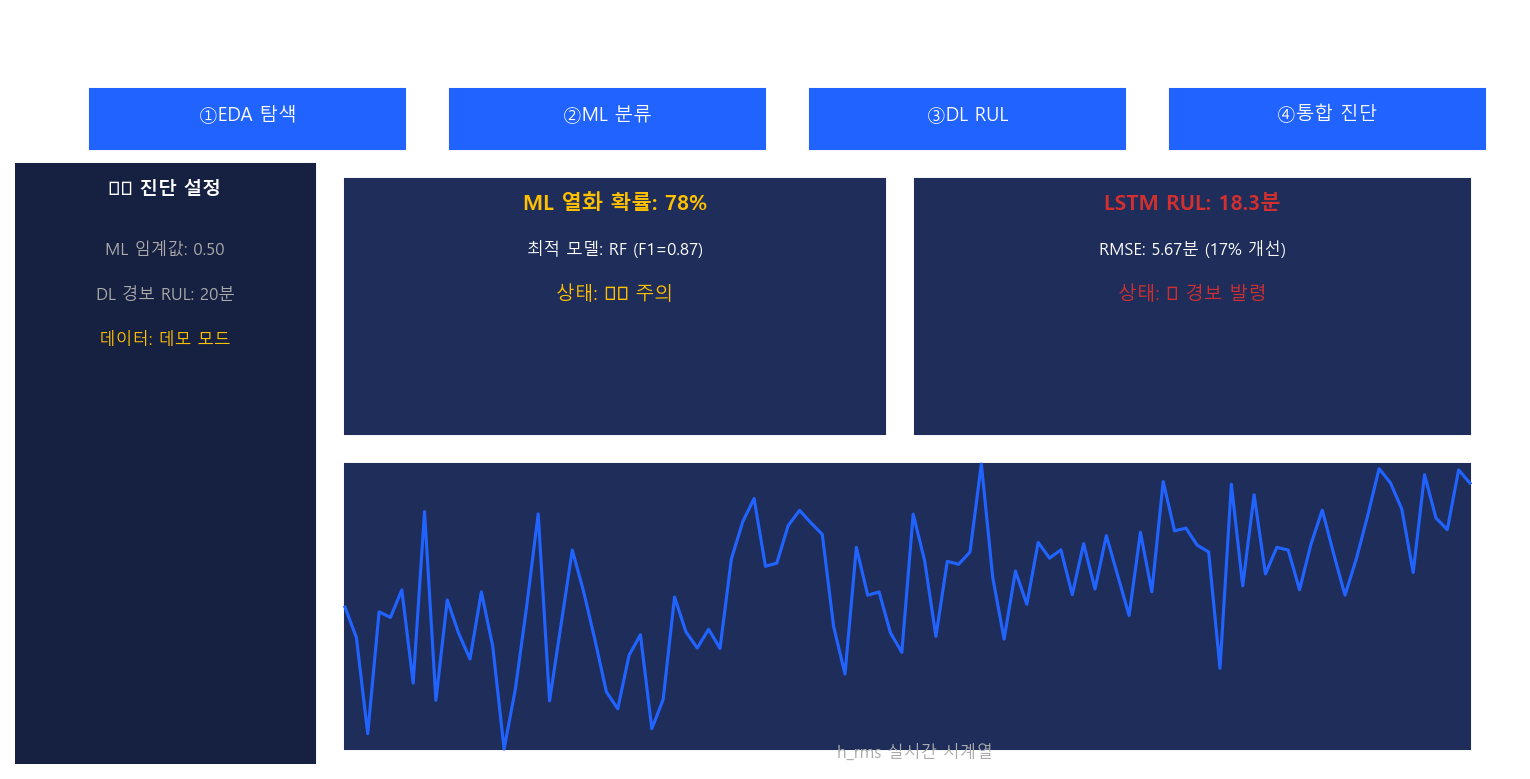 ①EDA 탐색
②ML 분류
③DL RUL
④통합 진단
▯▯ 진단 설정
ML 임계값: 0.50
DL 경보 RUL: 20분
데이터: 데모 모드
ML 열화 확률: 78%
최적 모델: RF (F1=0.87)
상태: ▯▯ 주의
LSTM RUL: 18.3분
RMSE: 5.67분 (17% 개선)
상태: ▯ 경보 발령
h_rms 실시간 시계열